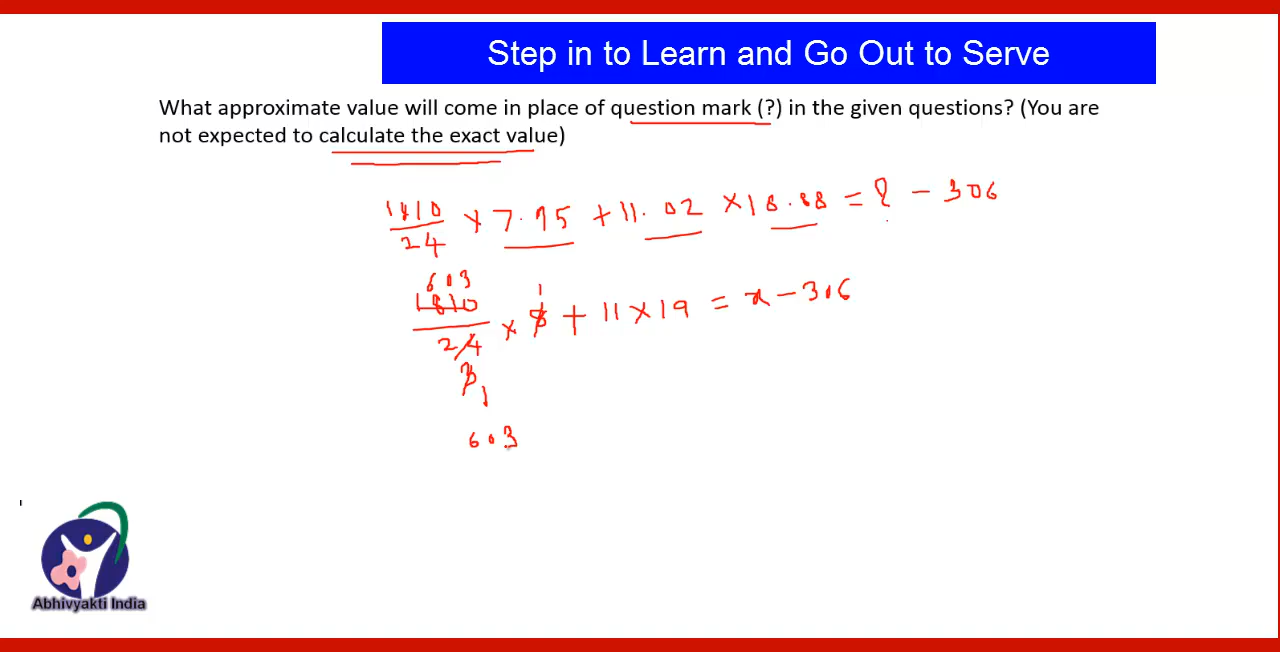 Step in to Learn and Go Out to Serve
What approximate value will come in place of question mark (?) in the given questions? (You are
not expected to calculate the exact value)
1810/24 × 7.95 + 11.02 × 18.88 = ? - 306
603 1
1810/24 × 8 + 11 × 19 = x - 306
3
1
603
Abhivyakti India